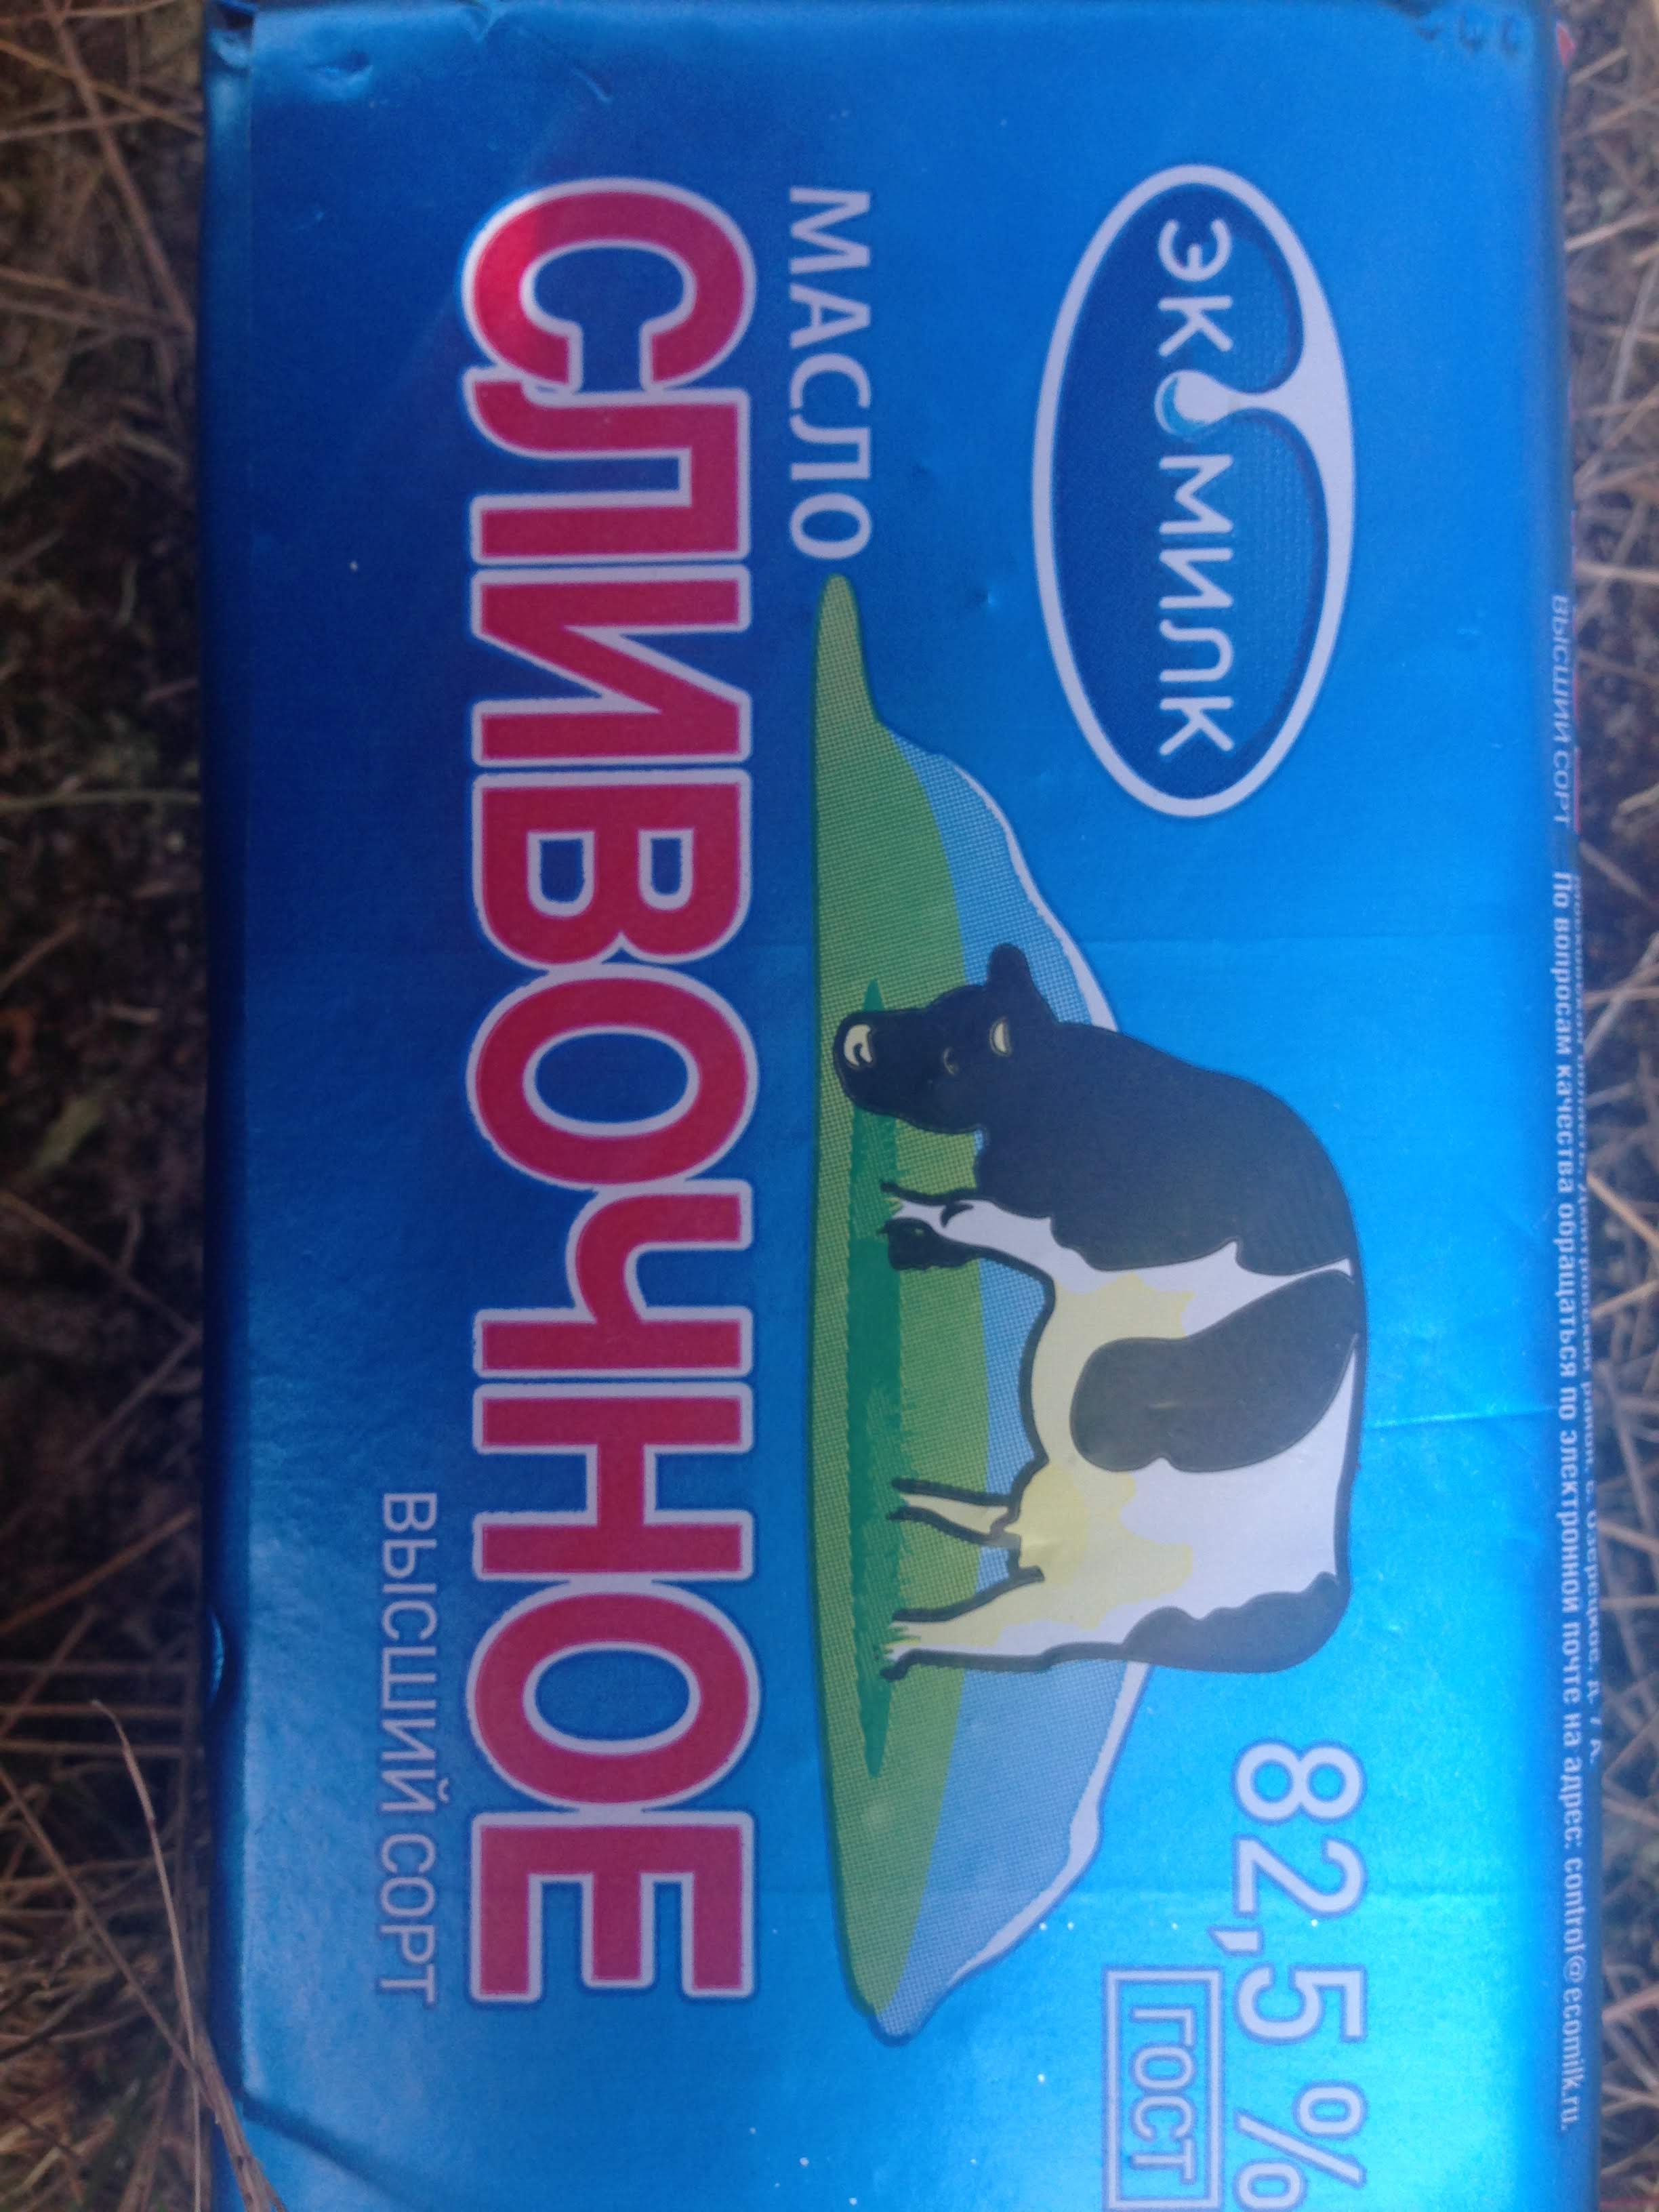 ЭКОМИЛК
82,5%
ГОСТ
МАСЛО
СЛИВОЧНОЕ
ВЫСШИЙ СОРТ
ВЫСШИЙ СОРТ
По вопросам качества обращаться по электронной почте на адрес: control@ecomilk.ru.